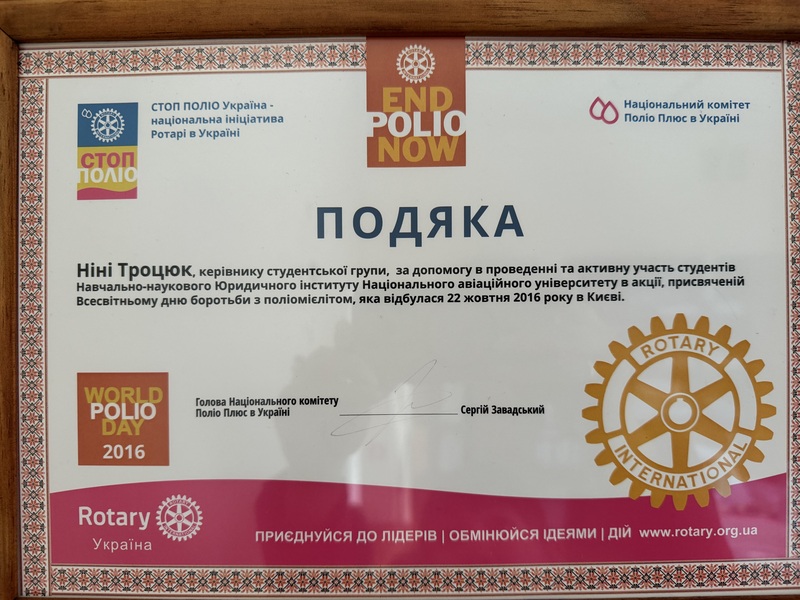 СТОП ПОЛІО Україна -
національна ініціатива
Ротарі в Україні
СТОП
ПОЛІО
END
POLIO
NOW
Національний комітет
Поліо Плюс в Україні
ПОДЯКА
Ніні Троцюк, керівнику студентської групи, за допомогу в проведенні та активну участь студентів
Навчально-наукового Юридичного інституту Національного авіаційного університету в акції, присвяченій
Всесвітньому дню боротьби з поліомієлітом, яка відбулася 22 жовтня 2016 року в Києві.
WORLD
POLIO
DAY
2016
Голова Національного комітету
Поліо Плюс в Україні
Сергій Завадський
ROTARY
INTERNATIONAL
Rotary
Україна
ПРИЄДНУЙСЯ ДО ЛІДЕРІВ | ОБМІНЮЙСЯ ІДЕЯМИ | ДІЙ www.rotary.org.ua